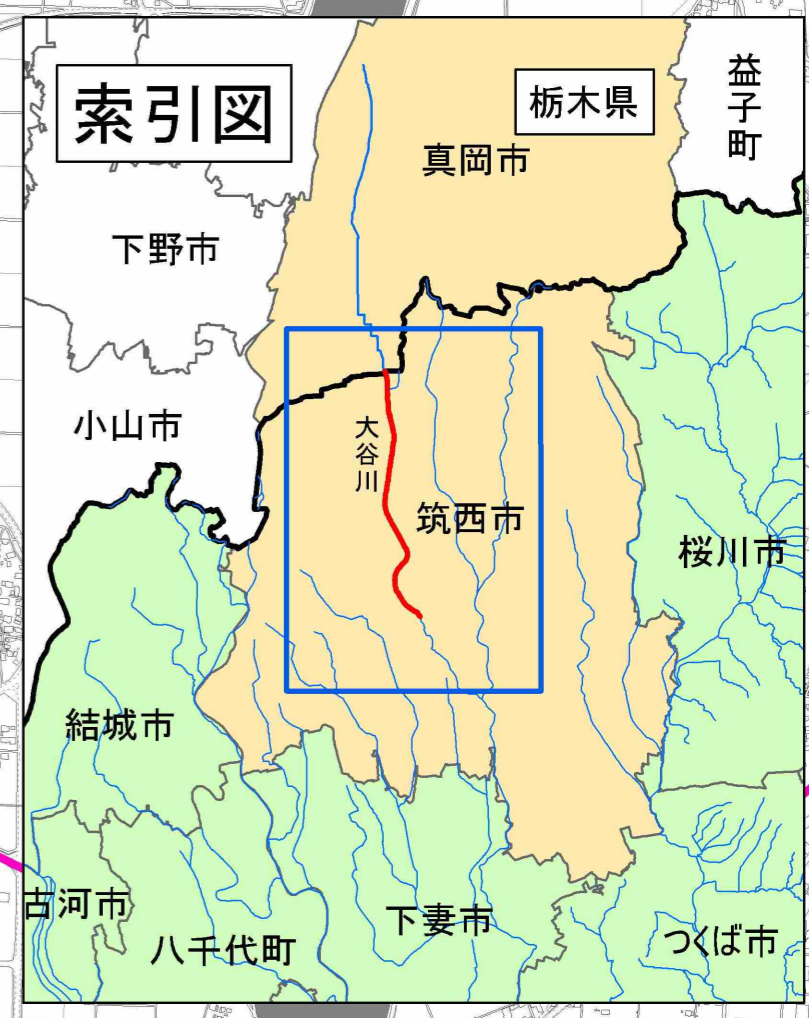 索引図
栃木県
益子町
真岡市
下野市
小山市
大谷川
筑西市
桜川市
結城市
古河市
八千代町
下妻市
つくば市